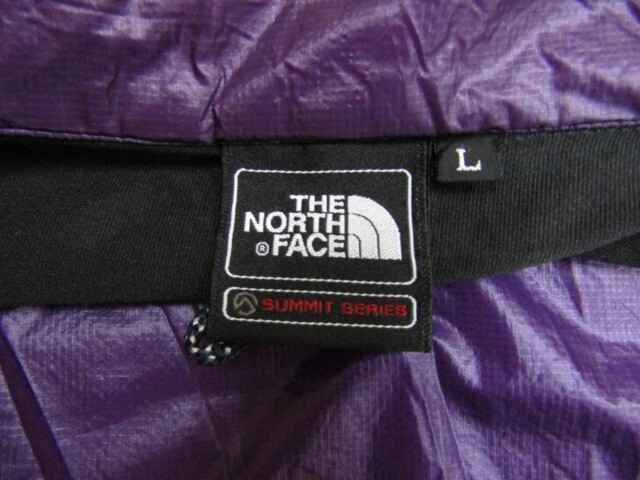 THE
NORTH
® FACE
L
SUMMIT SERIES